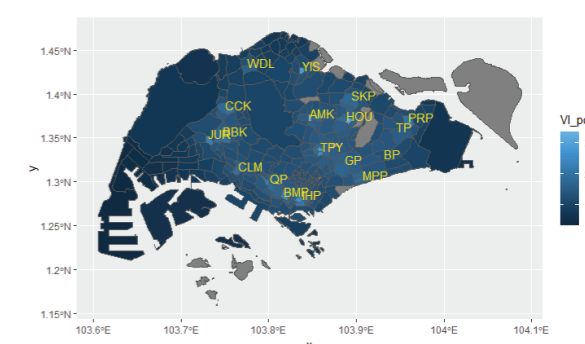 1.45°N
1.4°N
1.35°N
1.3°N
1.25°N
1.2°N
1.15°N
y
WDL
YIS
SKP
CCK
AMK
HOU
PRP
TP
JUR
BBK
TPY
BP
GP
CLM
MPP
QP
BMP
IHP
VI_po
103.6°E
103.7°E
103.8°E
103.9°E
104°E
104.1°E